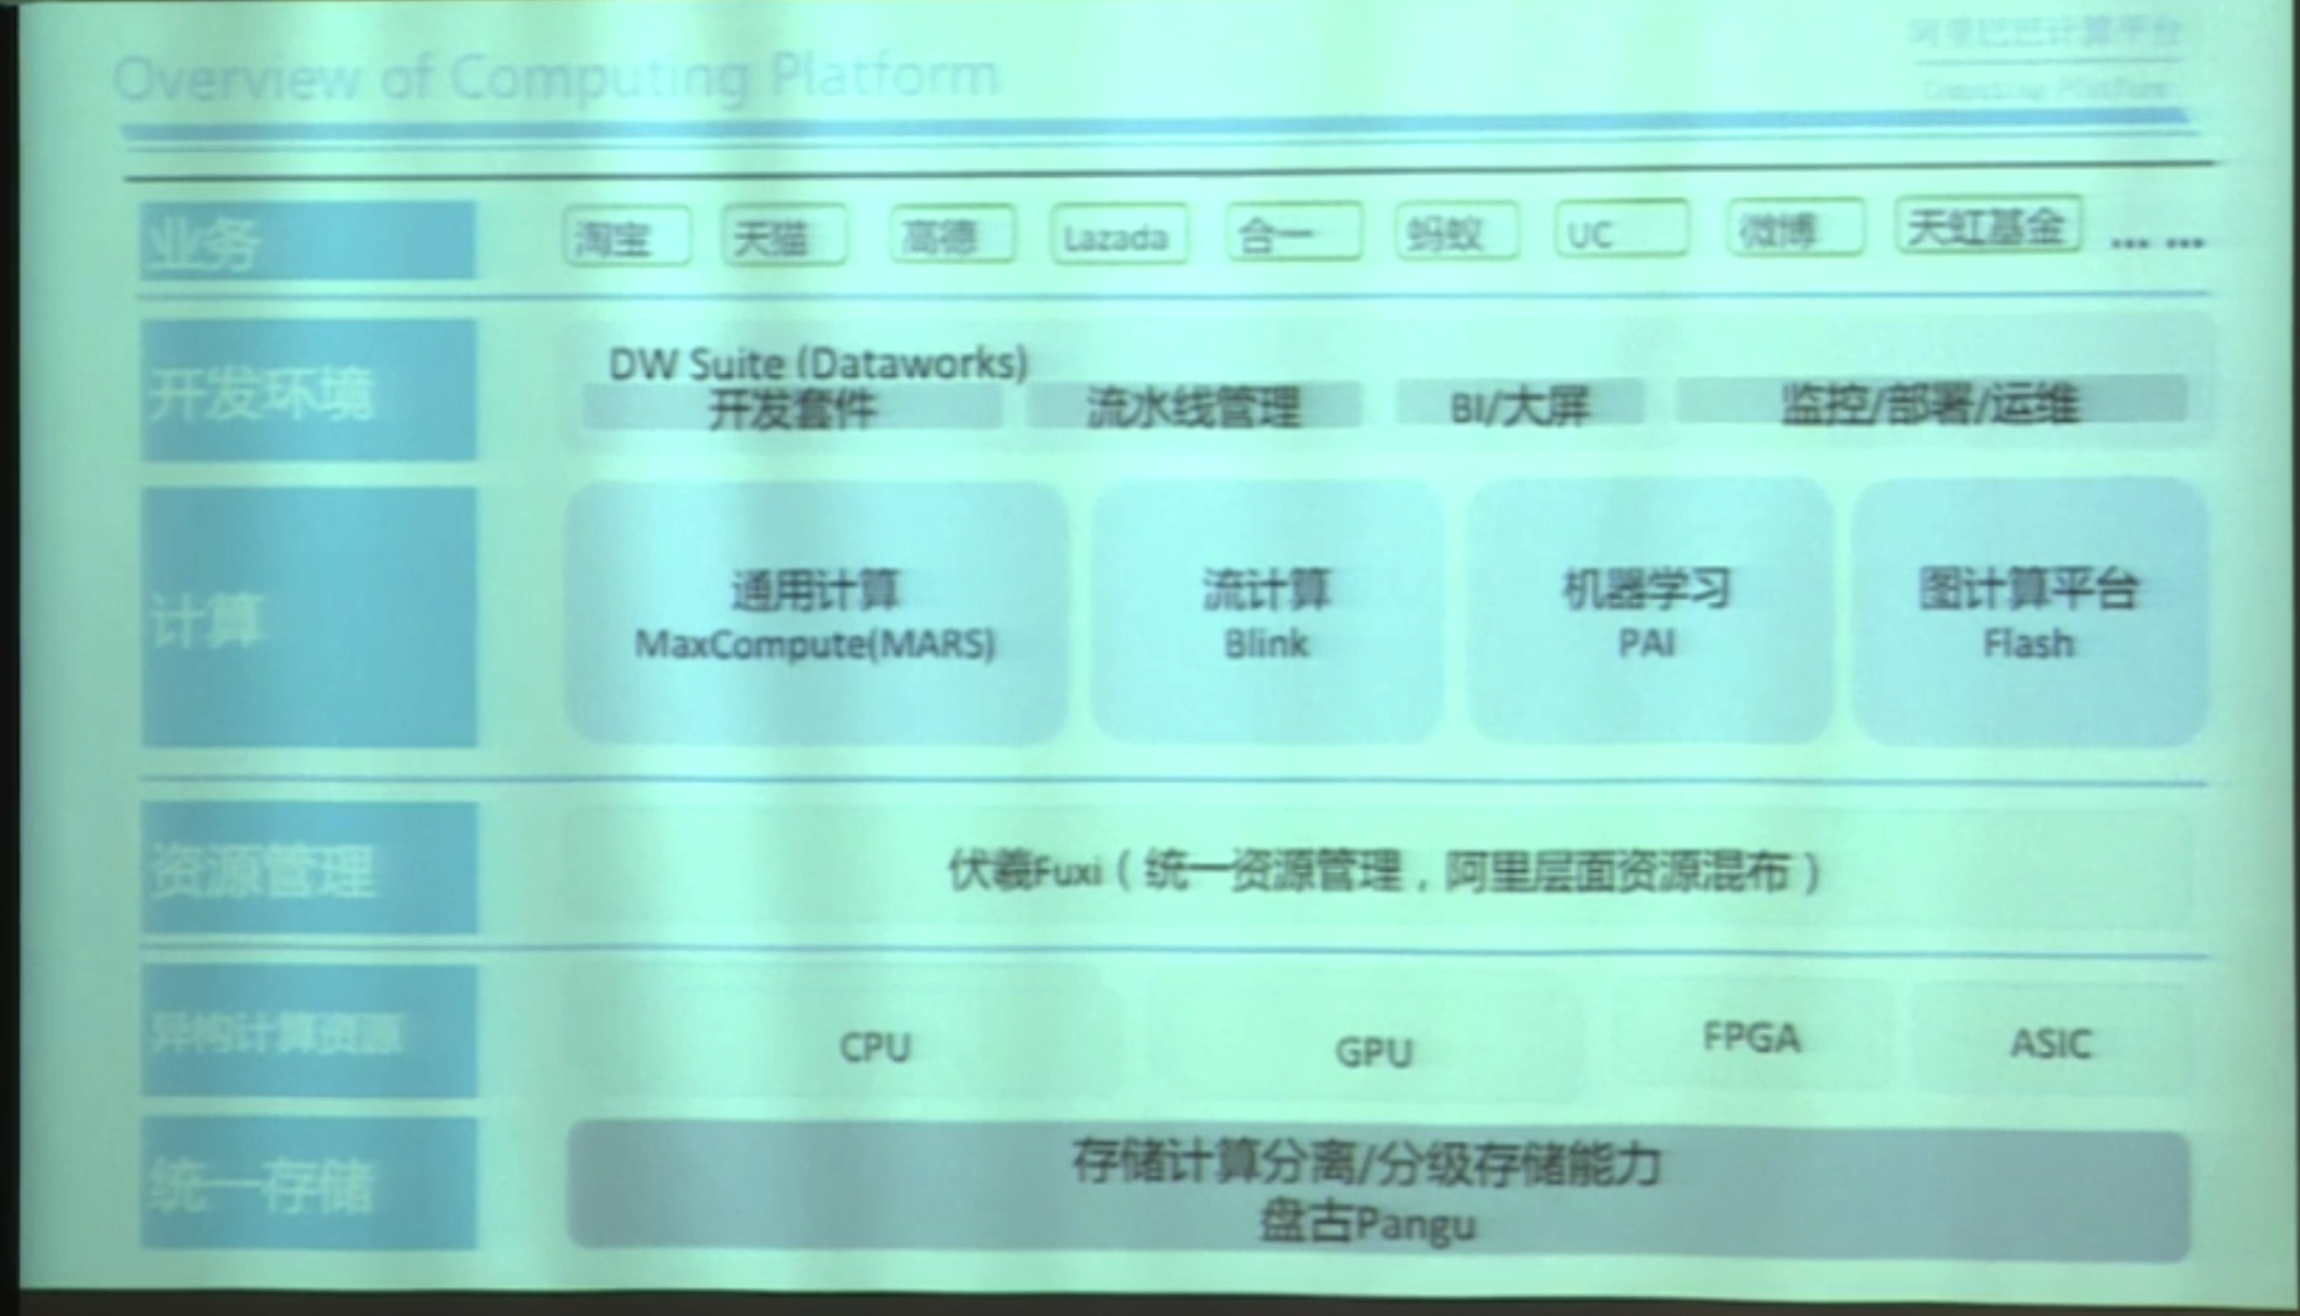 Overview of Computing Platform
阿里巴巴计算平台
Computing Platform
业务
淘宝
天猫
高德
Lazada
合一
蚂蚁
UC
微博
天虹基金
... ...
开发环境
DW Suite (Dataworks)
开发套件
流水线管理
BI/大屏
监控/部署/运维
计算
通用计算
MaxCompute(MARS)
流计算
Blink
机器学习
PAI
图计算平台
Flash
资源管理
伏羲Fuxi（统一资源管理，阿里层面资源混布）
异构计算资源
CPU
GPU
FPGA
ASIC
统一存储
存储计算分离/分级存储能力
盘古Pangu